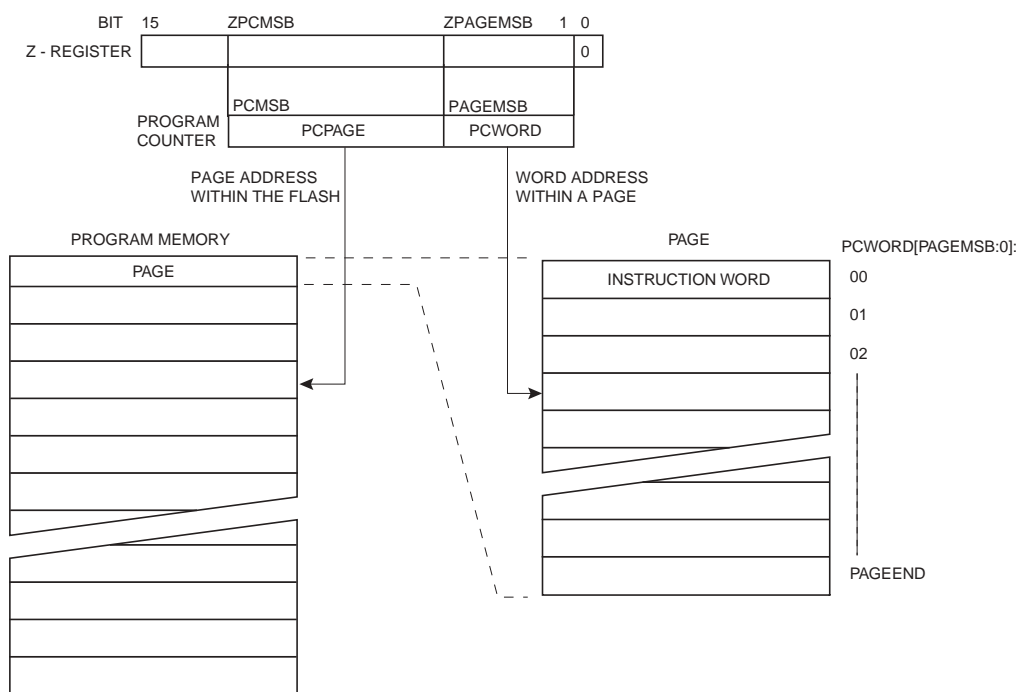 BIT 15 ZPCMSB ZPAGEMSB 1 0
Z - REGISTER 0
PCMSB PAGEMSB
PROGRAM
COUNTER
PCPAGE PCWORD
PAGE ADDRESS
WITHIN THE FLASH
WORD ADDRESS
WITHIN A PAGE
PROGRAM MEMORY
PAGE
PAGE
PCWORD[PAGEMSB:0]:
INSTRUCTION WORD
00
01
02
PAGEEND